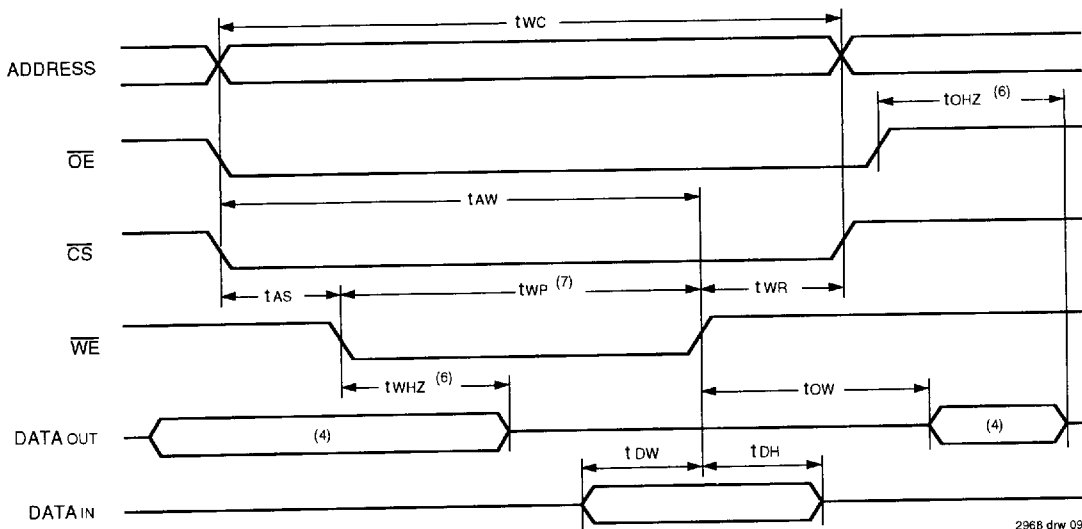 tWC
ADDRESS
tOHZ (6)
OE
tAW
CS
tAS
tWP (7)
tWR
WE
tWHZ (6)
tOW
DATA OUT
(4)
(4)
tDW
tDH
DATA IN
2968 drw 09